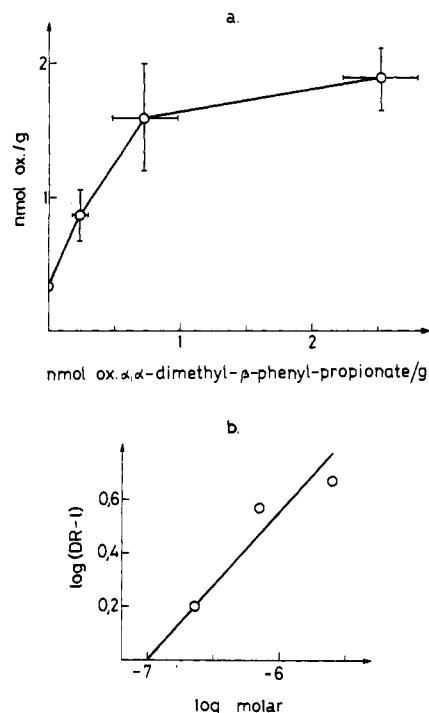 a.
2
nmol ox./g
1
1
2
nmol ox. α,α-dimethyl-β-phenyl-propionate/g
b.
log (DR-1)
0,6
0,4
0,2
-7
-6
log molar